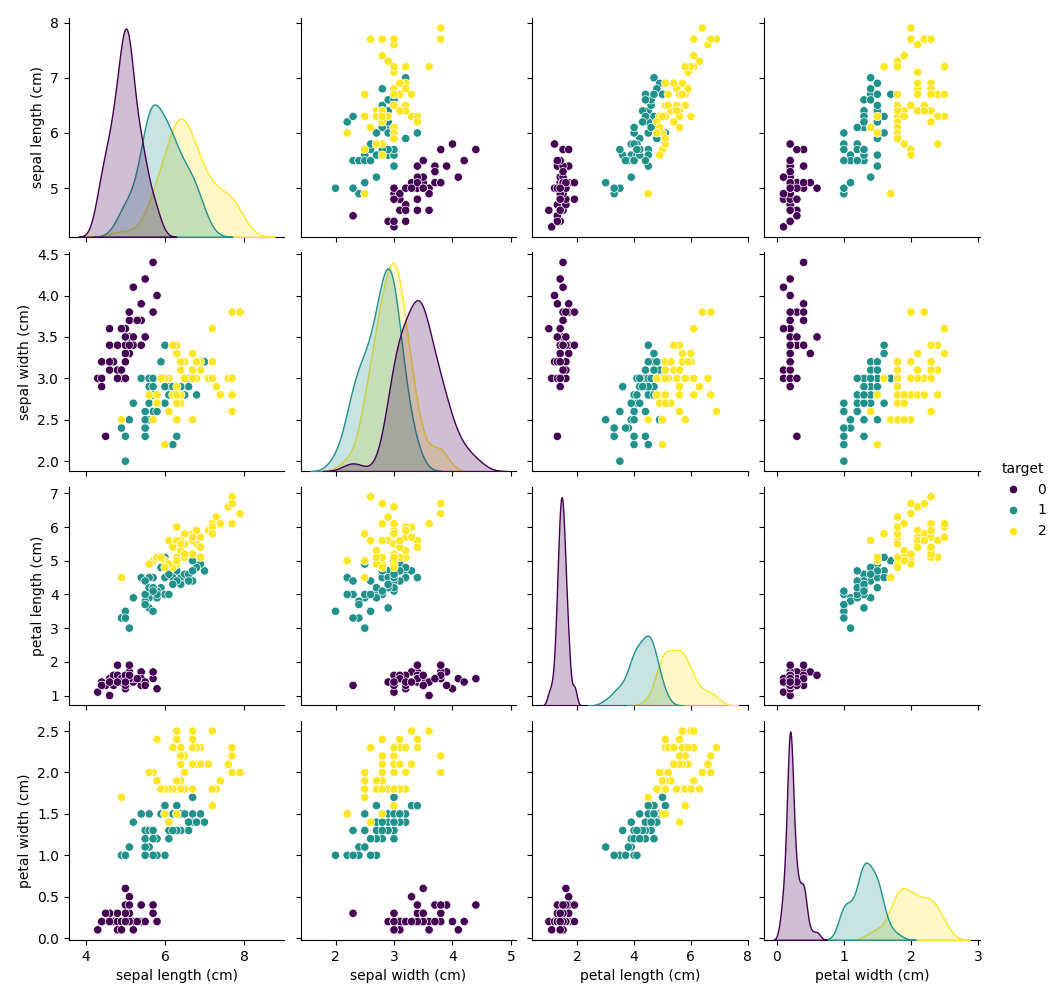 8
7
6
5
sepal length (cm)
4.5
4.0
3.5
3.0
2.5
2.0
sepal width (cm)
7
6
5
4
3
2
1
petal length (cm)
2.5
2.0
1.5
1.0
0.5
0.0
petal width (cm)
4 6 8
sepal length (cm)
2 3 4 5
sepal width (cm)
2 4 6 8
petal length (cm)
0 1 2 3
petal width (cm)
target
0
1
2